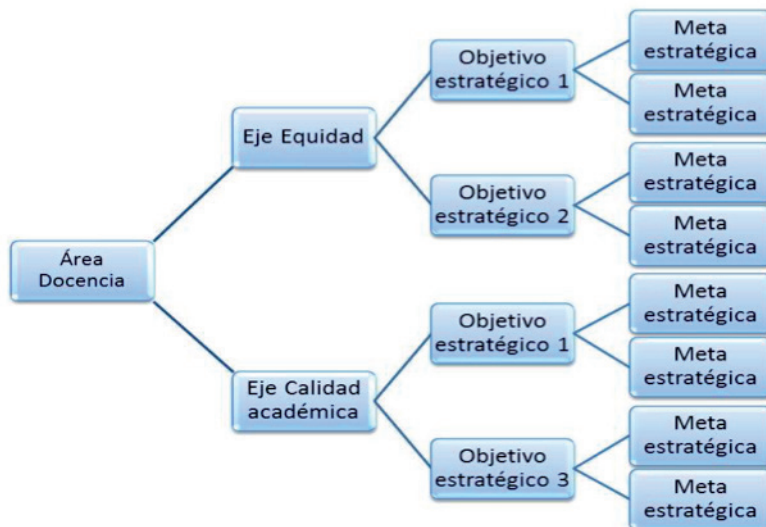 Área
Docencia
Eje Equidad
Objetivo
estratégico 1
Meta
estratégica
Meta
estratégica
Objetivo
estratégico 2
Meta
estratégica
Meta
estratégica
Eje Calidad
académica
Objetivo
estratégico 1
Meta
estratégica
Meta
estratégica
Objetivo
estratégico 3
Meta
estratégica
Meta
estratégica